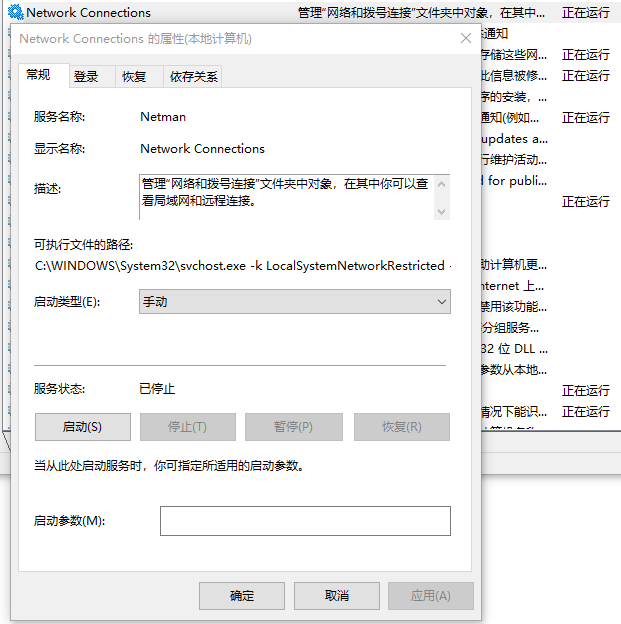 Network Connections 管理“网络和拨号连接”文件夹中对象，在其中... 正在运行
Network Connections 的属性(本地计算机)
通知
存储这些网... 正在运行
常规 登录 恢复 依存关系
比信息被修... 正在运行
序的安装，...
服务名称: Netman
通知(例如... 正在运行
updates a...
显示名称: Network Connections
行维护活动...
d for publi...
描述: 管理“网络和拨号连接”文件夹中对象，在其中你可以查看局域网和远程连接。
正在运行
可执行文件的路径:
C:\WINDOWS\System32\svchost.exe -k LocalSystemNetworkRestricted -
助计算机更...
nternet 上...
启动类型(E): 手动
禁用该功能...
分组服务...
32 位 DLL ...
参数从本地...
服务状态: 已停止
正在运行
情况下能识... 正在运行
启动(S) 停止(T) 暂停(P) 恢复(R)
当从此处启动服务时，你可指定所适用的启动参数。
启动参数(M):
确定 取消 应用(A)